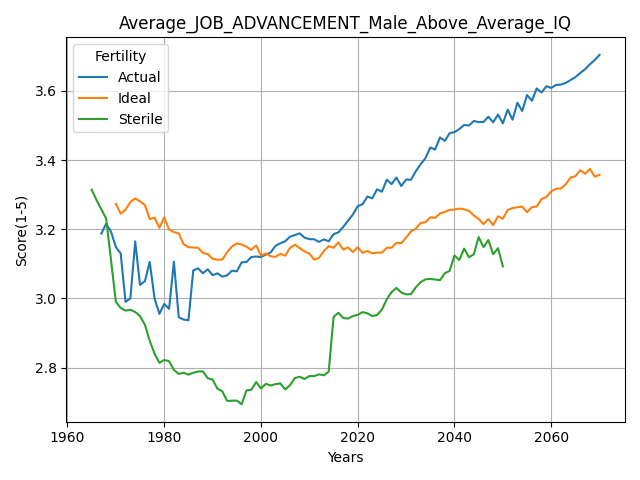 Average_JOB_ADVANCEMENT_Male_Above_Average_IQ
Fertility
Actual
Ideal
Sterile
Score(1-5)
3.6
3.4
3.2
3.0
2.8
1960
1980
2000
2020
2040
2060
Years